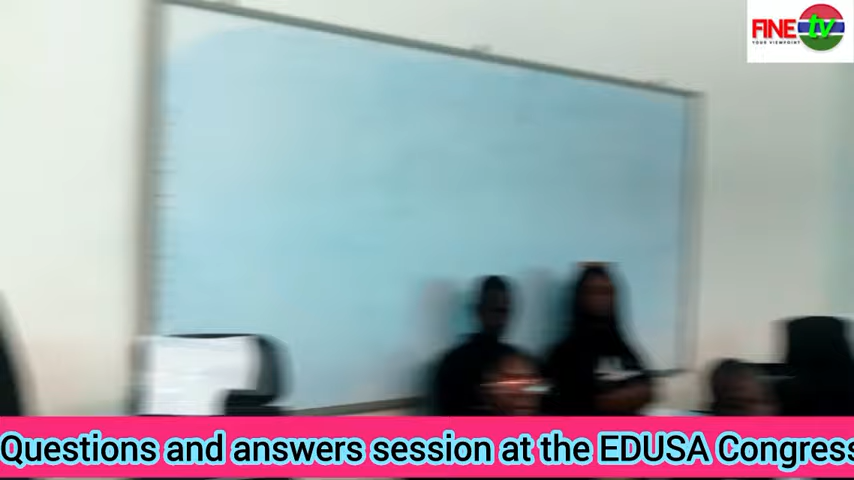 FINE tv
YOUR VIEWPOINT
Questions and answers session at the EDUSA Congress